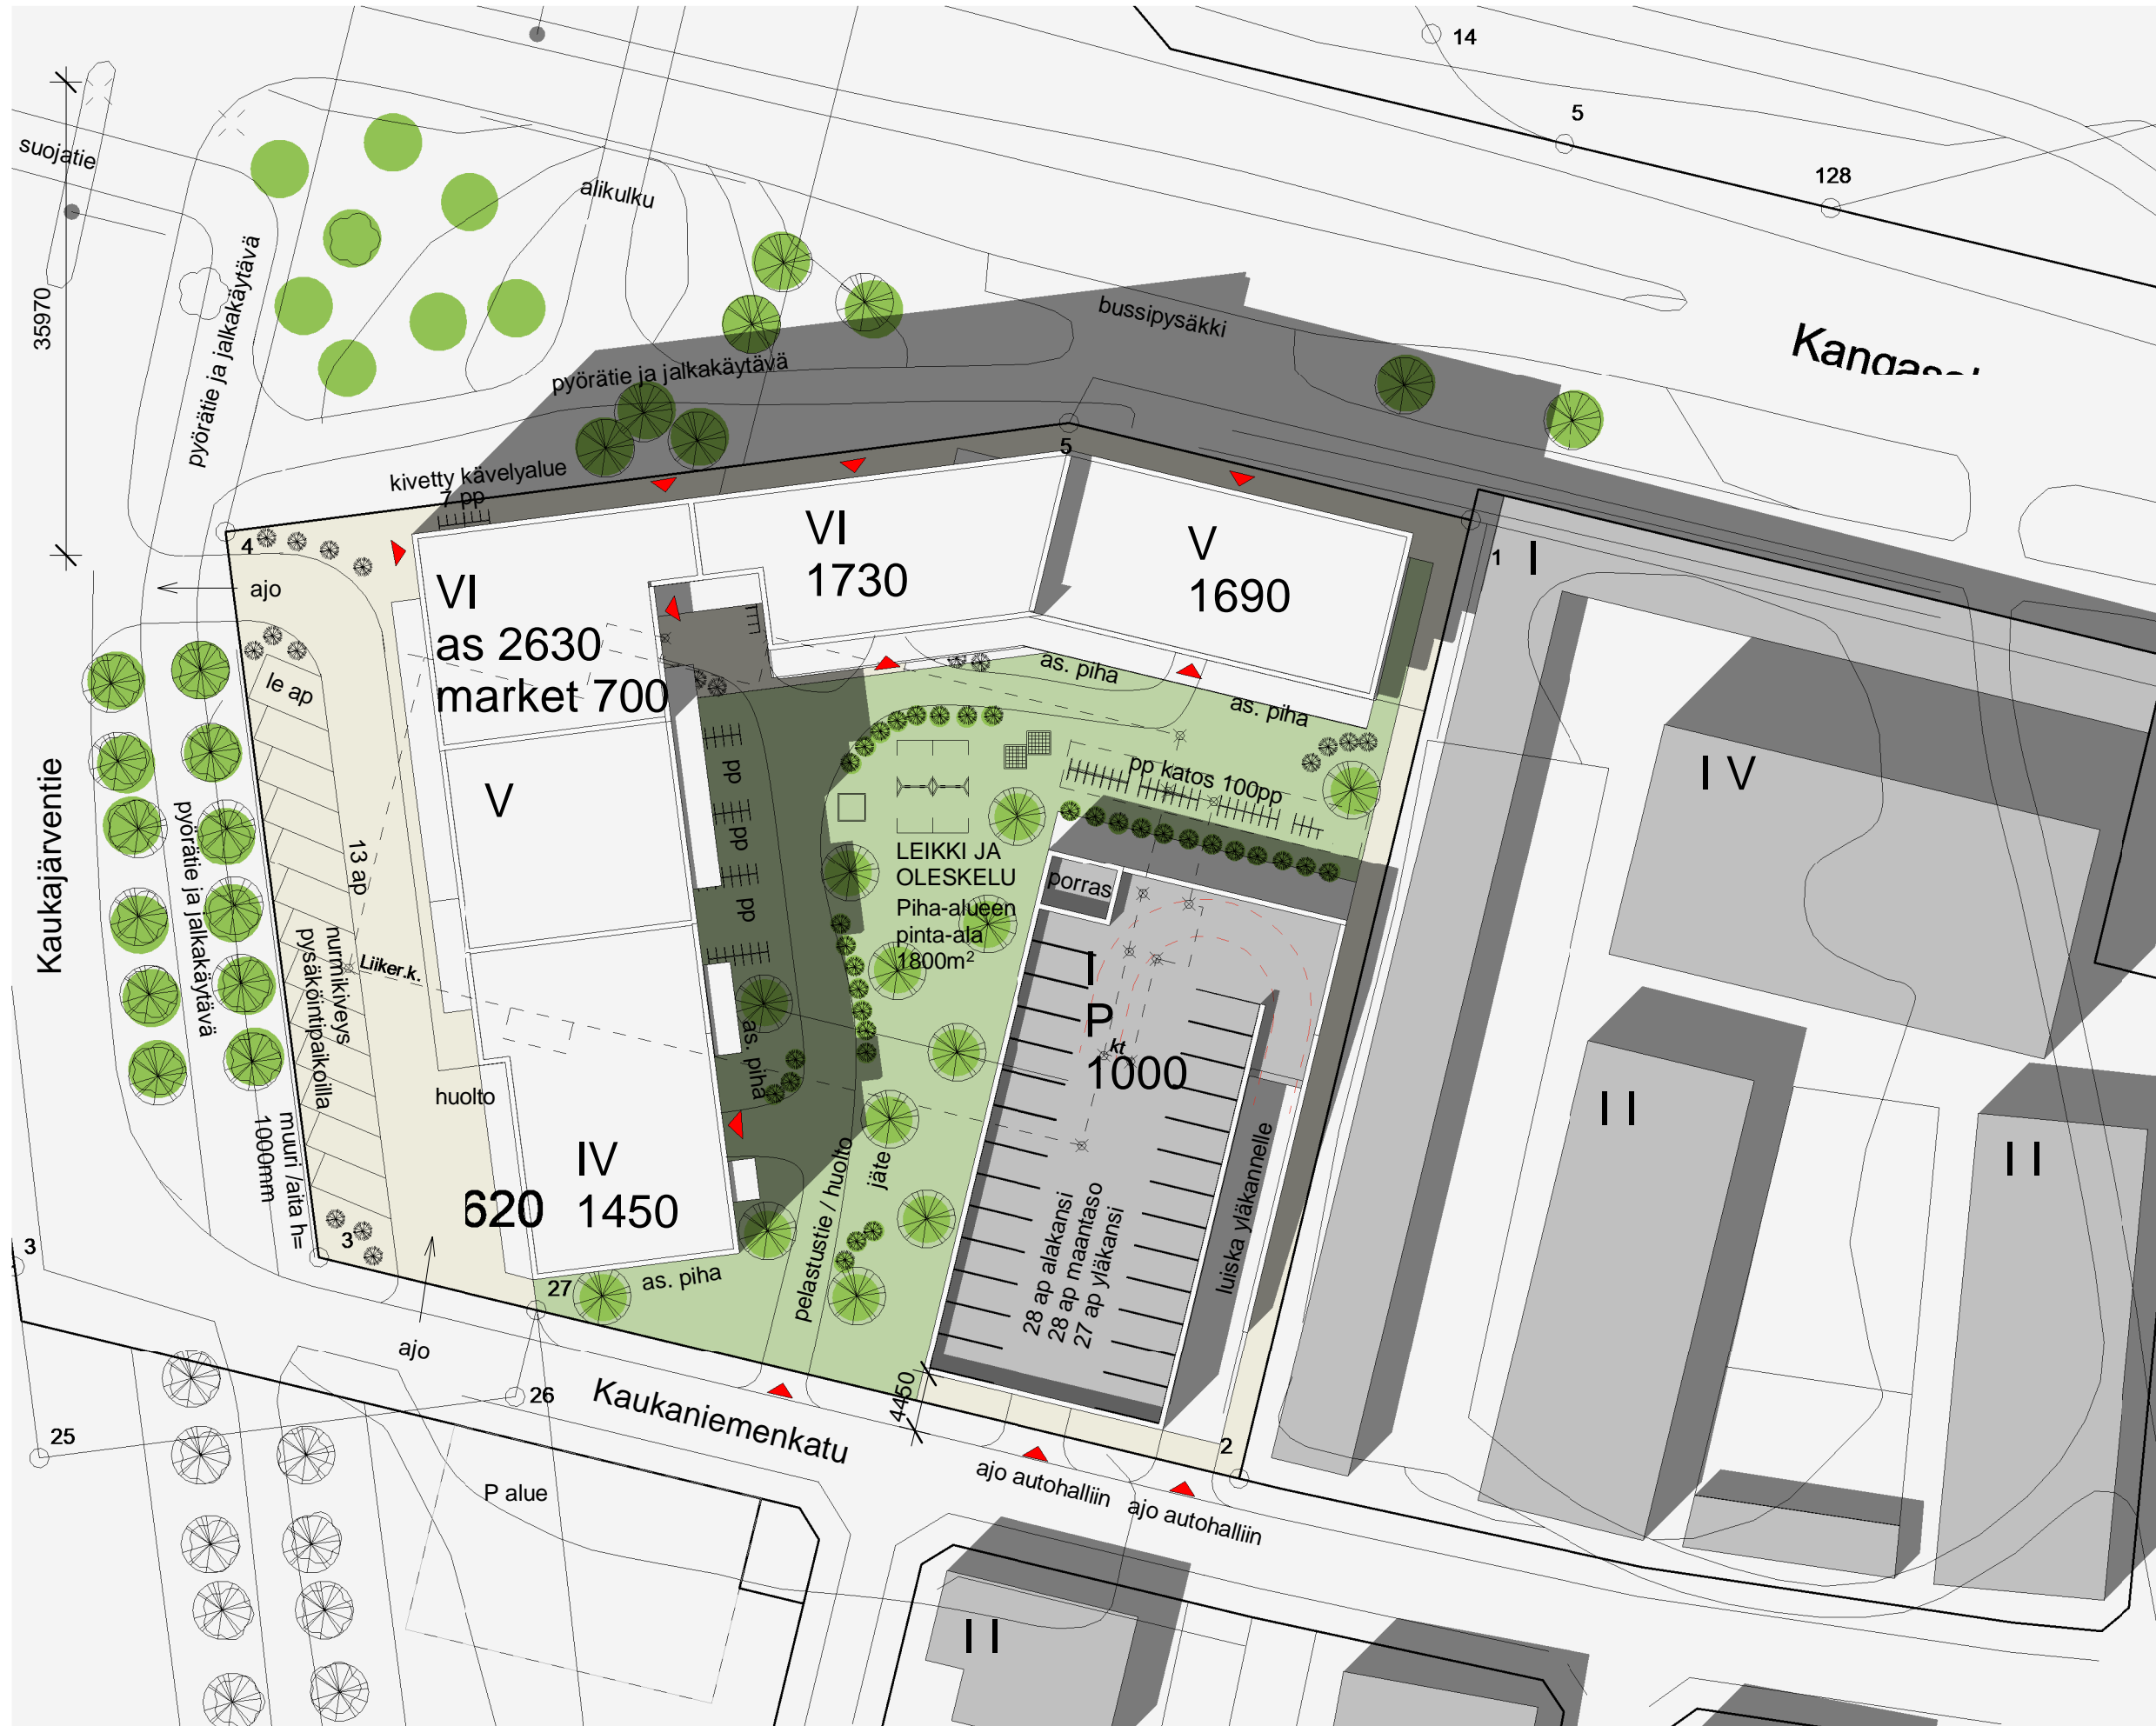 14
5
128
suojatie
alikulku
35970
pyörätie ja jalkakäytävä
bussipysäkki
pyörätie ja jalkakäytävä
kivetty kävelyalue
7 pp
5
4
1
I
VI
1730
V
1690
ajo
VI
as 2630
market 700
le ap
as. piha
as. piha
V
pp
pp
pp
pp
pp katos 100pp
I V
Kaukajärventie
pyörätie ja jalkakäytävä
13 ap
nurmikiveys
pysäköintipaikoilla
Liiker.k.
LEIKKI JA
OLESKELU
Piha-alueen
pinta-ala
1800m²
porras
I
P
kt
1000
as. piha
huolto
muuri /aita h=
1000mm
I I
I I
IV
620
1450
pelastustie / huolto
jäte
28 ap alakansi
28 ap maantaso
27 ap yläkansi
luiska yläkannelle
3
3
27
as. piha
ajo
4450
26
25
Kaukaniemenkatu
2
ajo autohalliin
ajo autohalliin
P alue
I I